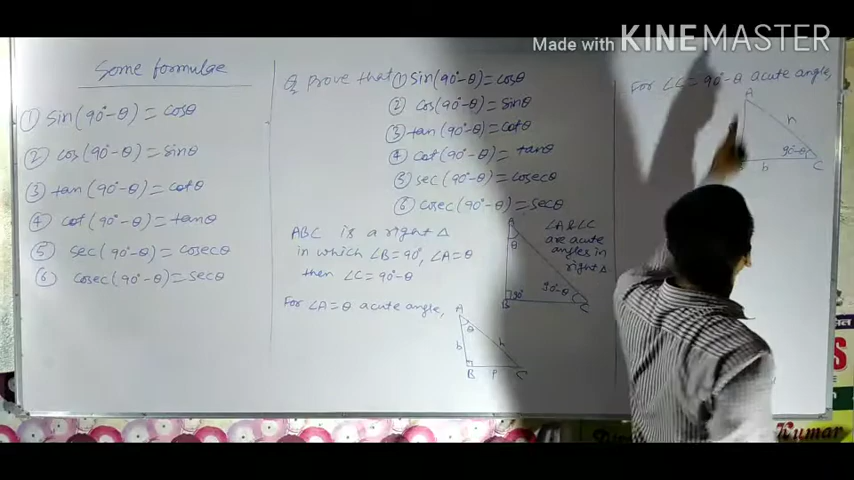 Made with KINEMASTER
Some formulae
① sin(90°-θ)=cosθ
② cos(90°-θ)=sinθ
③ tan(90°-θ)=cotθ
④ cot(90°-θ)=tanθ
⑤ sec(90°-θ)=cosecθ
⑥ cosec(90°-θ)=secθ
Q. Prove that ① sin(90°-θ)=cosθ
② cos(90°-θ)=sinθ
③ tan(90°-θ)=cotθ
④ cot(90°-θ)=tanθ
⑤ sec(90°-θ)=cosecθ
⑥ cosec(90°-θ)=secθ
ABC is a right Δ
in which ∠B=90°, ∠A=θ
then ∠C=90°-θ
A
θ
90°
90°-θ
B
C
∠A&∠C
are acute
angles in
right Δ
For ∠A=θ acute angle,
A
θ
b
h
B
P
C
For ∠C=90°-θ acute angle,
A
h
90°-θ
b
C
Kumar